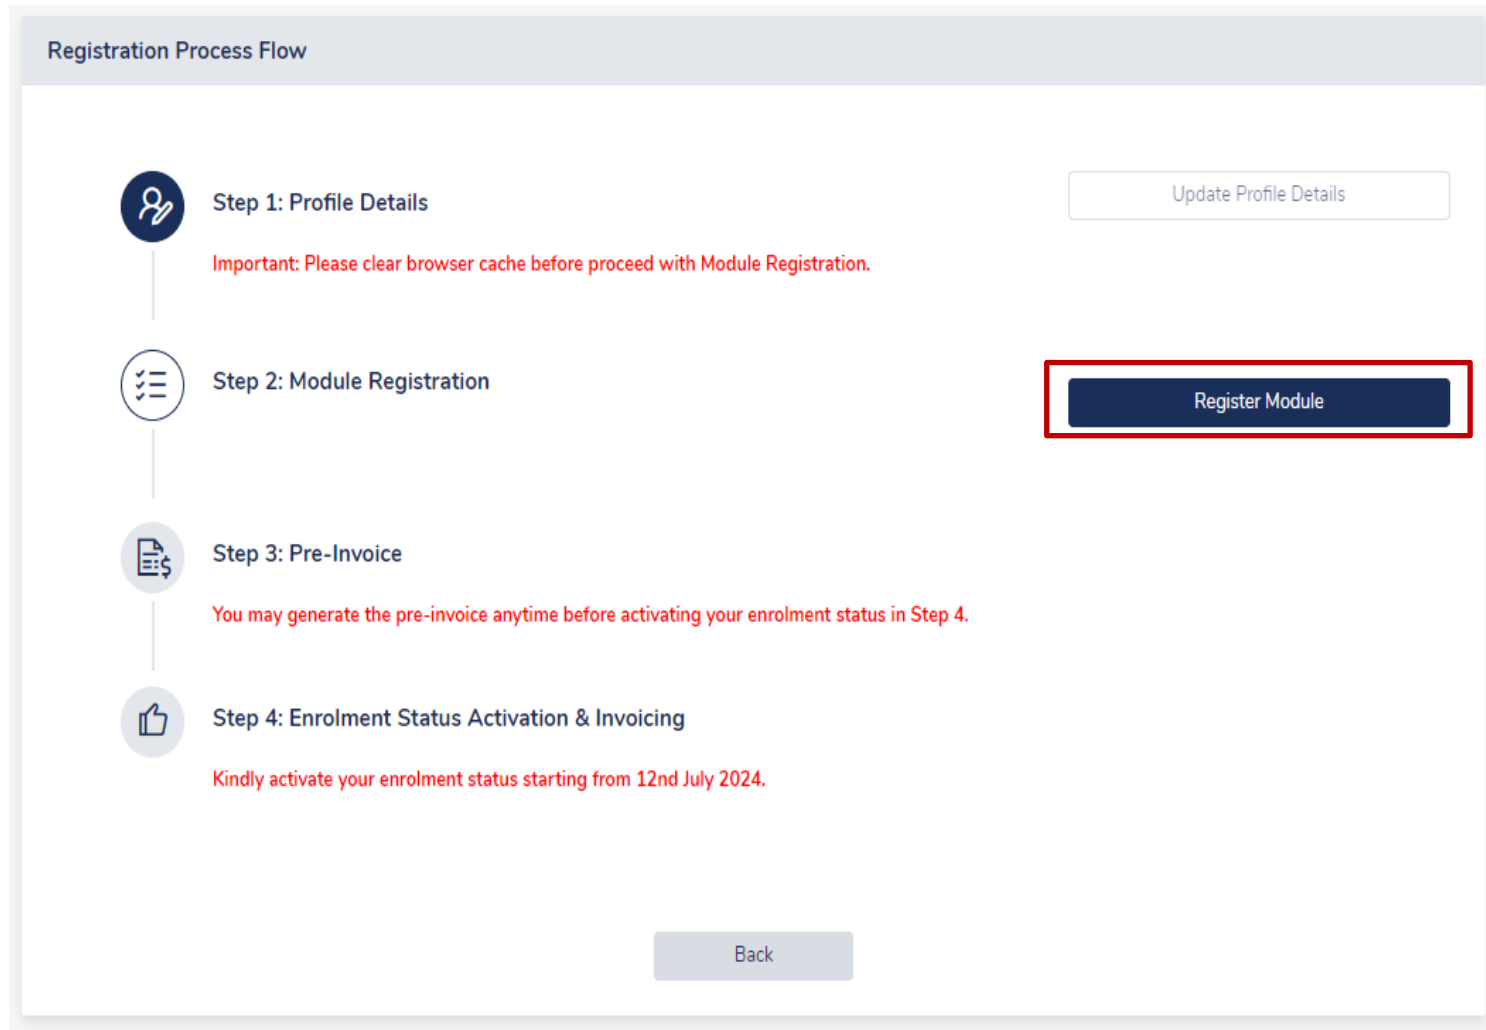 Registration Process Flow
Step 1: Profile Details
Update Profile Details
Important: Please clear browser cache before proceed with Module Registration.
Step 2: Module Registration
Register Module
Step 3: Pre-Invoice
You may generate the pre-invoice anytime before activating your enrolment status in Step 4.
Step 4: Enrolment Status Activation & Invoicing
Kindly activate your enrolment status starting from 12nd July 2024.
Back